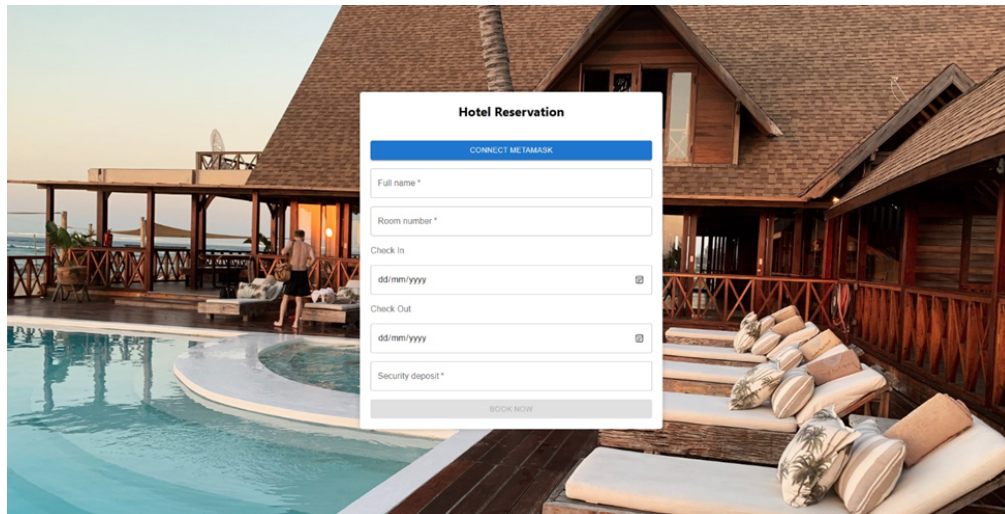 Hotel Reservation
CONNECT METAMASK
Full name *
Room number *
Check In
dd/mm/yyyy
Check Out
dd/mm/yyyy
Security deposit *
BOOK NOW